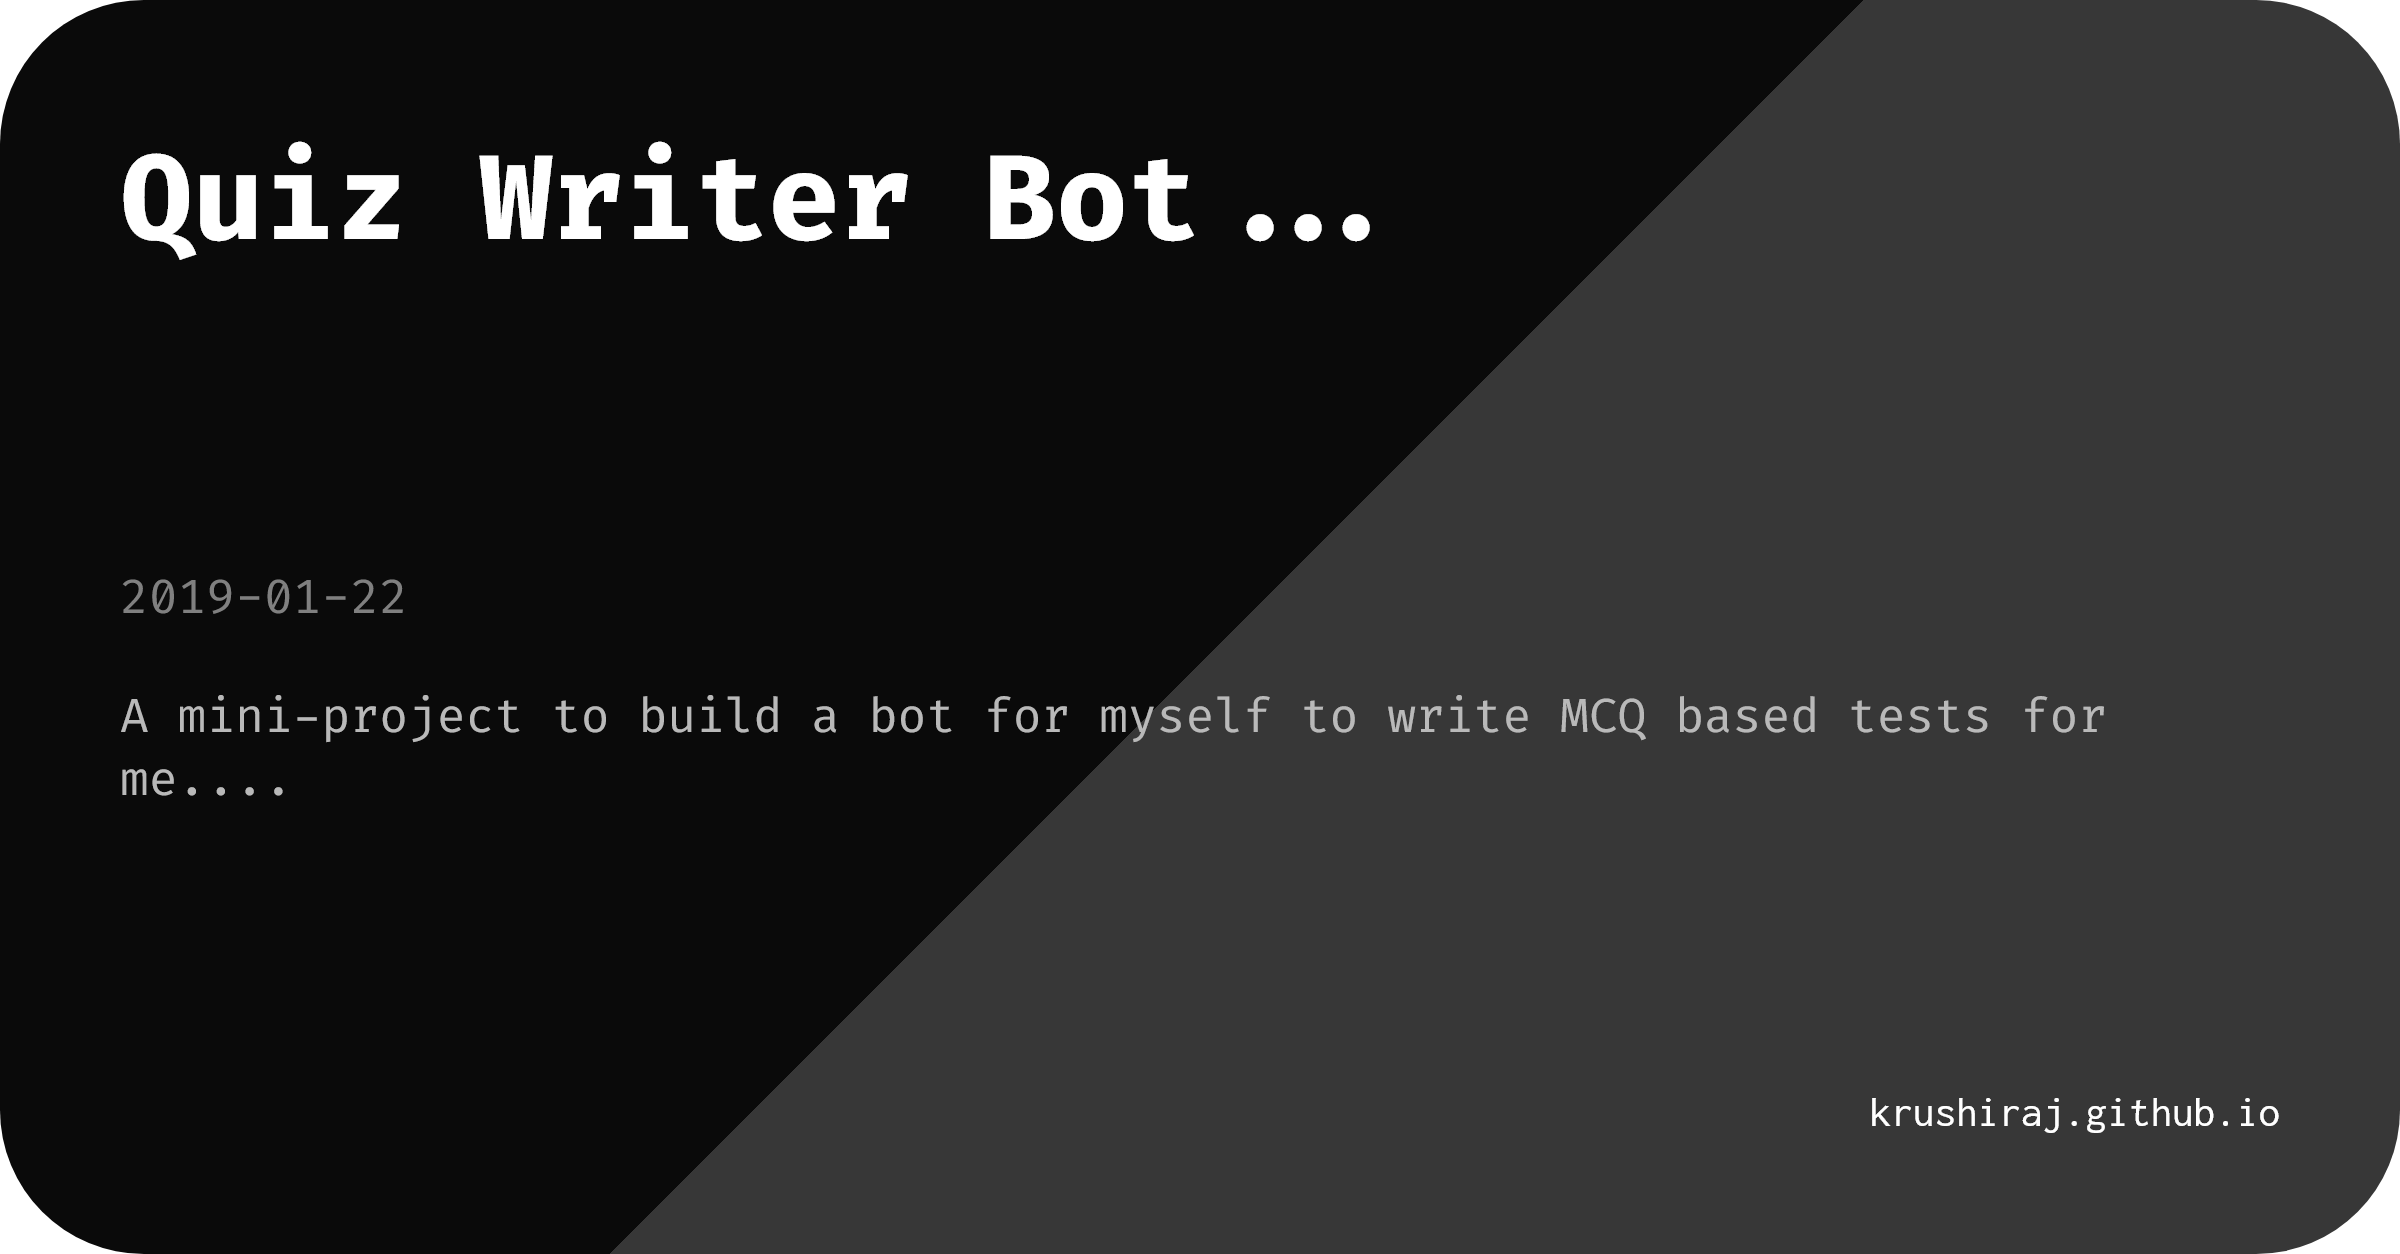 Quiz Writer Bot...
2019-01-22
A mini-project to build a bot for myself to write MCQ based tests for
me....
krushiraj.github.io